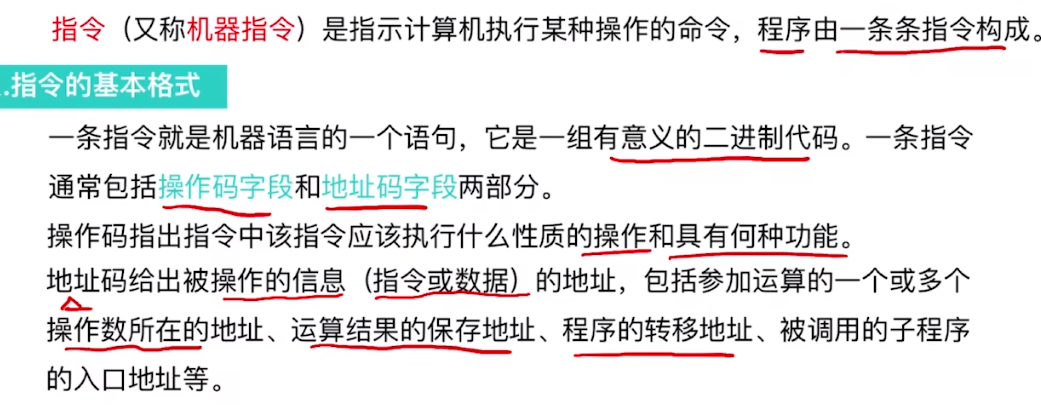 指令（又称机器指令）是指示计算机执行某种操作的命令，程序由一条条指令构成。
.指令的基本格式
一条指令就是机器语言的一个语句，它是一组有意义的二进制代码。一条指令
通常包括操作码字段和地址码字段两部分。
操作码指出指令中该指令应该执行什么性质的操作和具有何种功能。
地址码给出被操作的信息（指令或数据）的地址，包括参加运算的一个或多个
操作数所在的地址、运算结果的保存地址、程序的转移地址、被调用的子程序
的入口地址等。